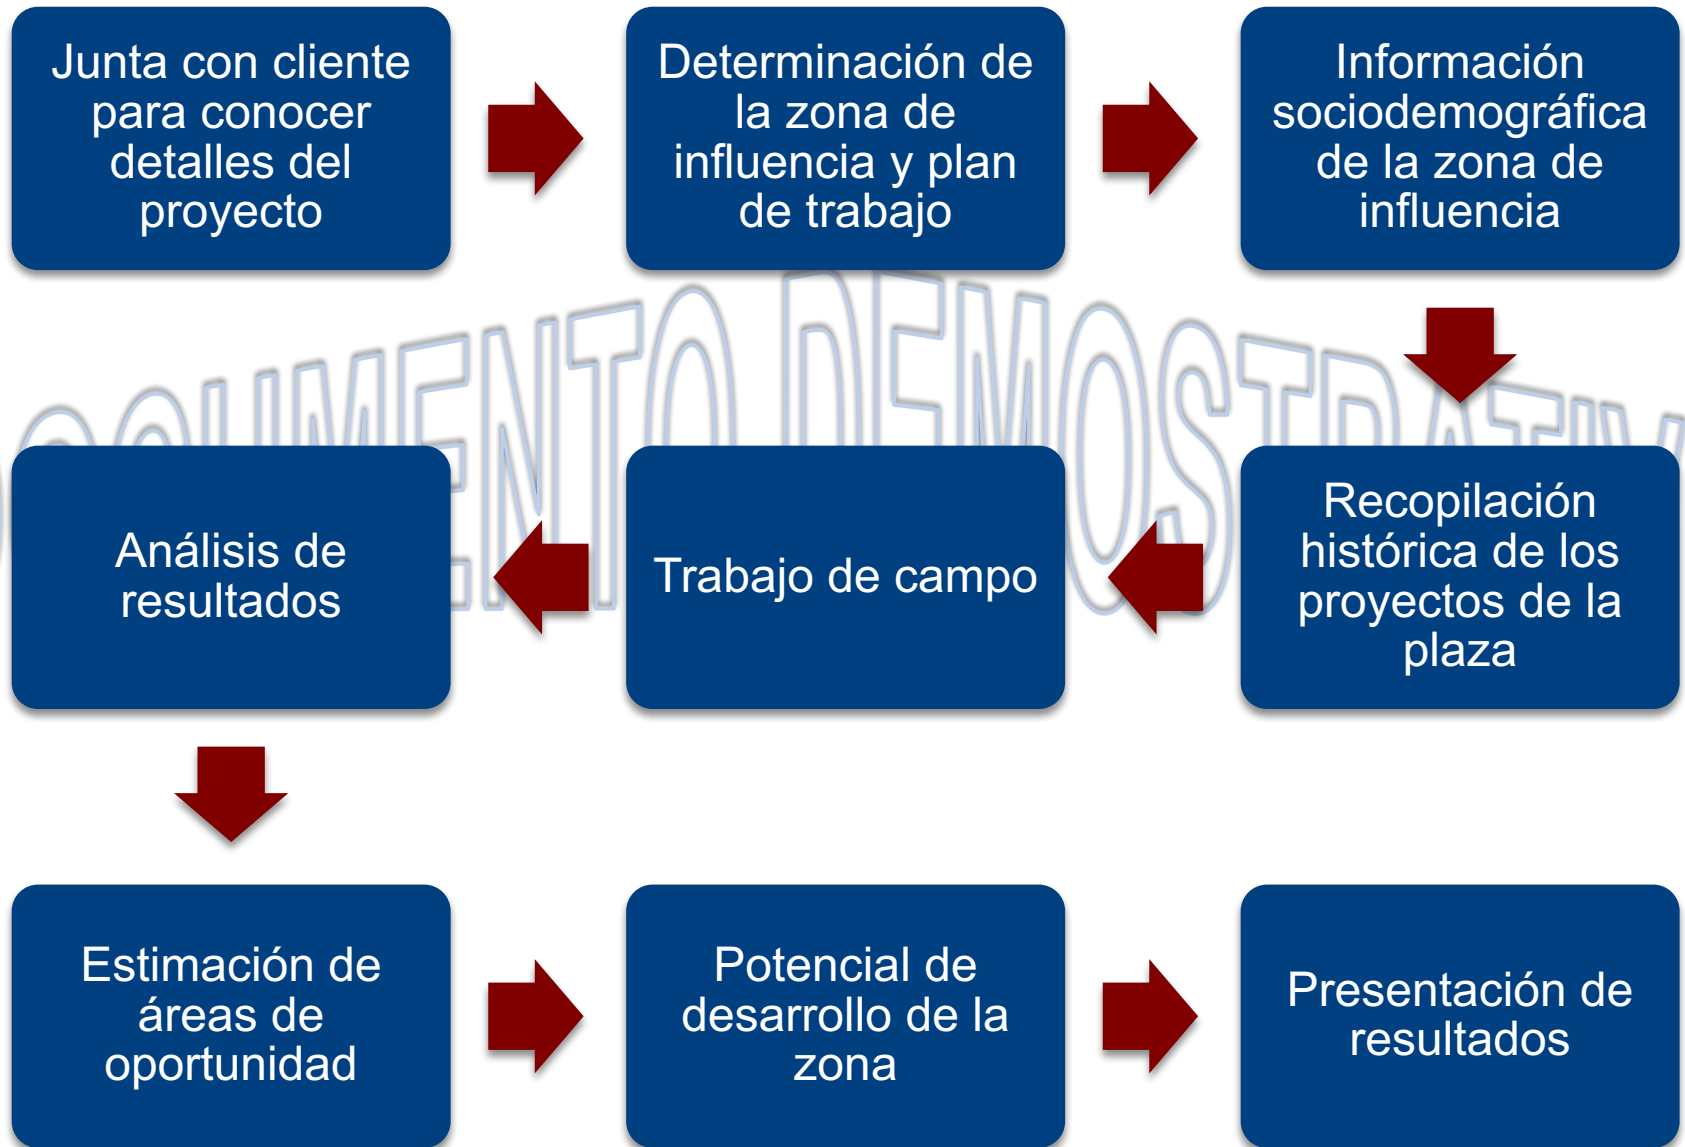 Junta con cliente
para conocer
detalles del
proyecto
Determinación de
la zona de
influencia y plan
de trabajo
Información
sociodemográfica
de la zona de
influencia
Recopilación
histórica de los
proyectos de la
plaza
Trabajo de campo
Análisis de
resultados
Estimación de
áreas de
oportunidad
Potencial de
desarrollo de la
zona
Presentación de
resultados